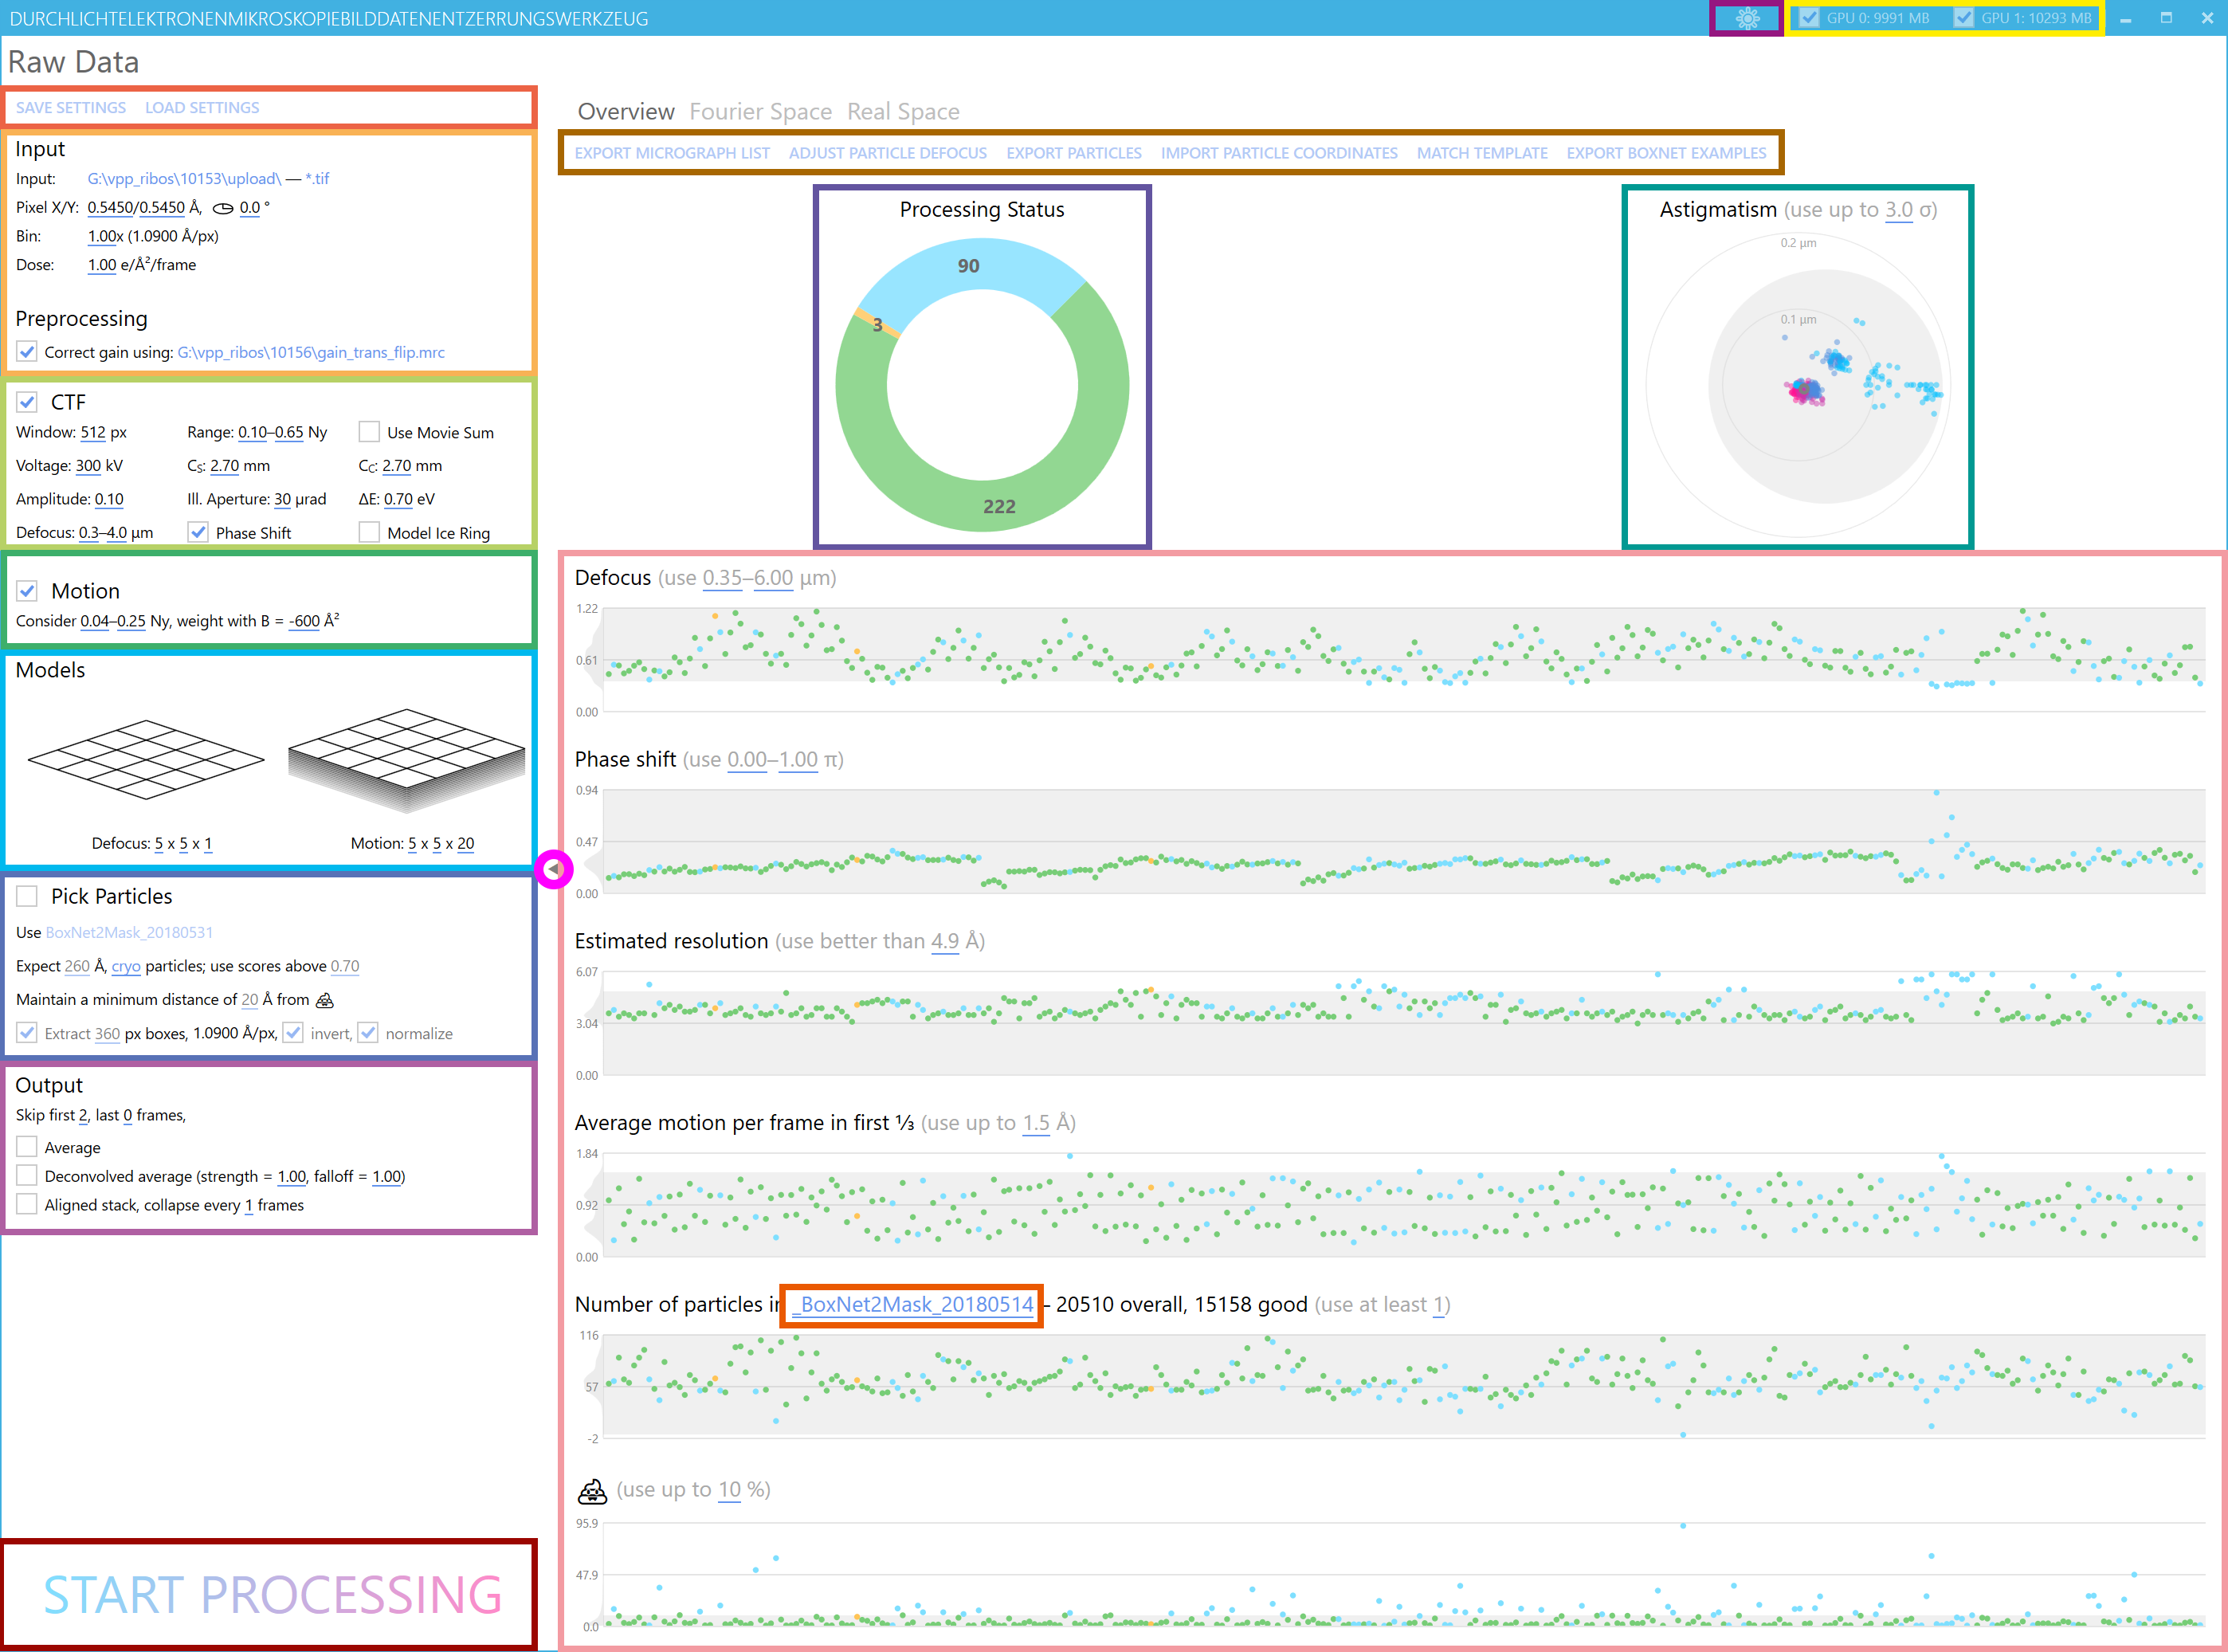 DURCHLICHTELEKTRONENMIKROSKOPIEBILDDATENENTZERRUNGSWERKZEUG
GPU 0: 9991 MB GPU 1: 10293 MB
Raw Data
SAVE SETTINGS LOAD SETTINGS
Input
Input: G:\vpp_ribos\10153\upload\ — *.tif
Pixel X/Y: 0.5450/0.5450 Å, 0.0 °
Bin: 1.00x (1.0900 Å/px)
Dose: 1.00 e/Å²/frame
Preprocessing
Correct gain using: G:\vpp_ribos\10156\gain_trans_flip.mrc
CTF
Window: 512 px Range: 0.10–0.65 Ny Use Movie Sum
Voltage: 300 kV Cs: 2.70 mm Cc: 2.70 mm
Amplitude: 0.10 Ill. Aperture: 30 µrad ΔE: 0.70 eV
Defocus: 0.3–4.0 µm Phase Shift Model Ice Ring
Motion
Consider 0.04–0.25 Ny, weight with B = -600 Å²
Models
Defocus: 5 x 5 x 1 Motion: 5 x 5 x 20
Pick Particles
Use BoxNet2Mask_20180531
Expect 260 Å, cryo particles; use scores above 0.70
Maintain a minimum distance of 20 Å from
Extract 360 px boxes, 1.0900 Å/px, invert, normalize
Output
Skip first 2, last 0 frames,
Average
Deconvolved average (strength = 1.00, falloff = 1.00)
Aligned stack, collapse every 1 frames
START PROCESSING
Overview Fourier Space Real Space
EXPORT MICROGRAPH LIST ADJUST PARTICLE DEFOCUS EXPORT PARTICLES IMPORT PARTICLE COORDINATES MATCH TEMPLATE EXPORT BOXNET EXAMPLES
Processing Status
90
3
222
Astigmatism (use up to 3.0 σ)
0.2 µm
0.1 µm
Defocus (use 0.35–6.00 µm)
1.22
0.61
0.00
Phase shift (use 0.00–1.00 π)
0.94
0.47
0.00
Estimated resolution (use better than 4.9 Å)
6.07
3.04
0.00
Average motion per frame in first ⅓ (use up to 1.5 Å)
1.84
0.92
0.00
Number of particles in _BoxNet2Mask_20180514 - 20510 overall, 15158 good (use at least 1)
116
57
-2
(use up to 10 %)
95.9
47.9
0.0